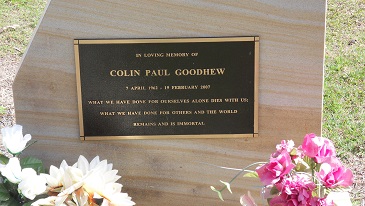 IN LOVING MEMORY OF
COLIN PAUL GOODHEW
7 APRIL 1962 - 19 FEBRUARY 2007
WHAT WE HAVE DONE FOR OURSELVES ALONE DIES WITH US;
WHAT WE HAVE DONE FOR OTHERS AND THE WORLD
REMAINS AND IS IMMORTAL.